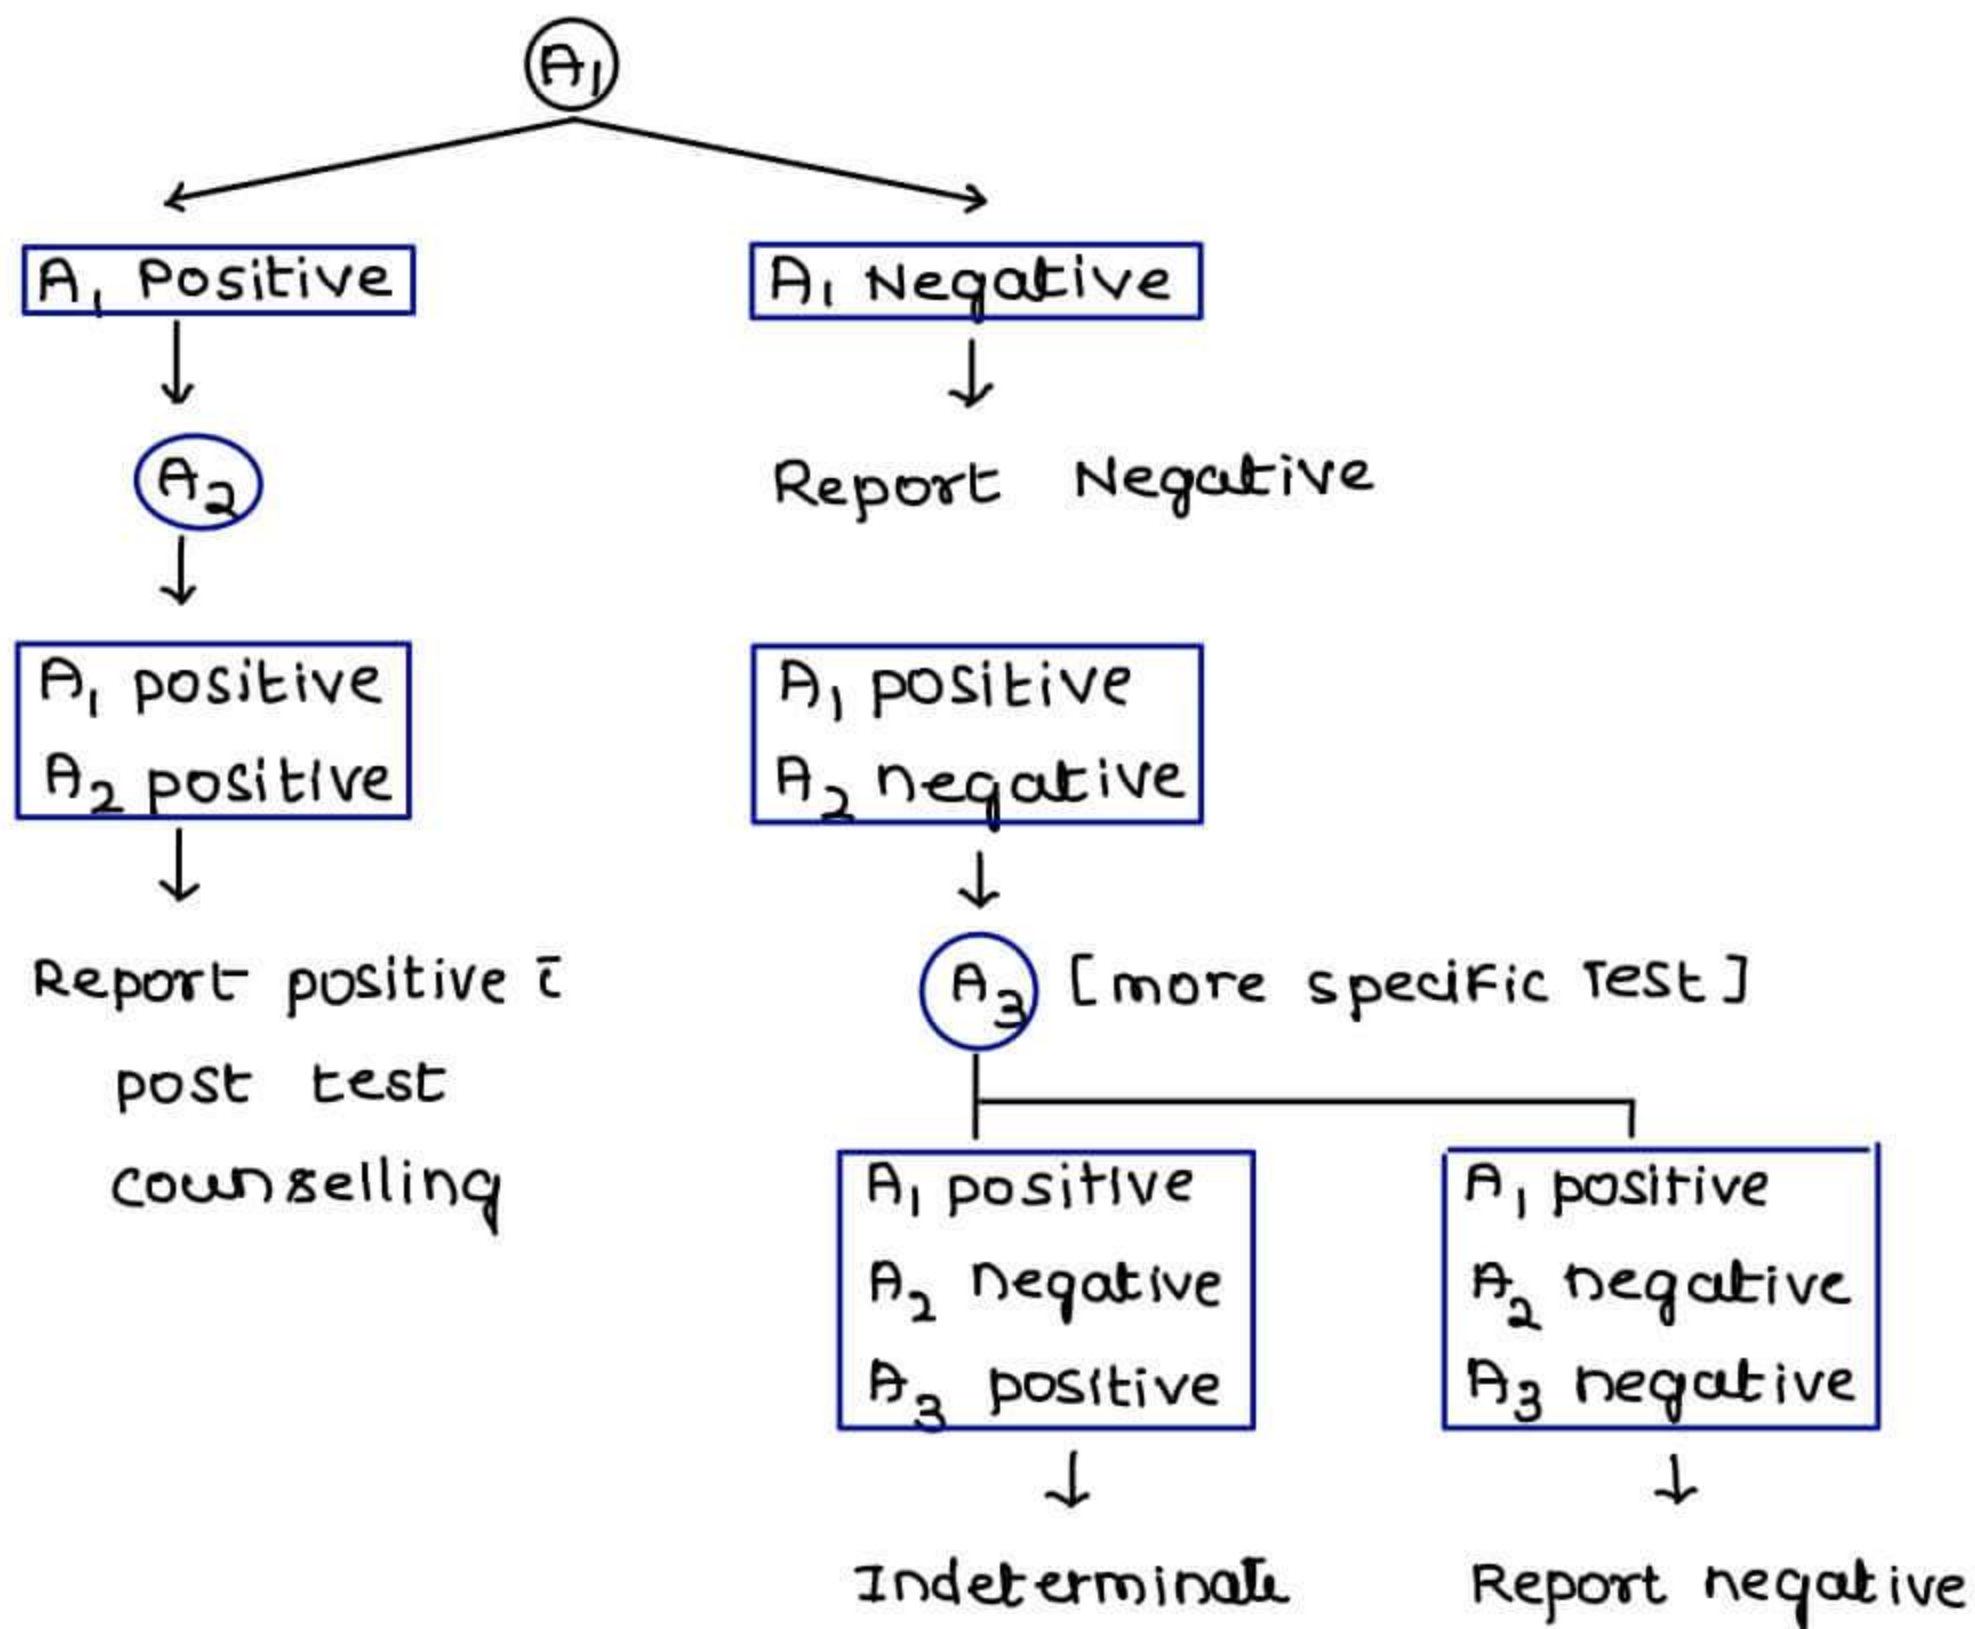 A₁
A₁ Positive
A₁ Negative
A₂
Report Negative
A₁ positive
A₂ positive
A₁ positive
A₂ negative
Report positive c̄
post test
counselling
A₃ [more specific Test]
A₁ positive
A₂ negative
A₃ positive
A₁ positive
A₂ negative
A₃ negative
Indeterminate
Report negative